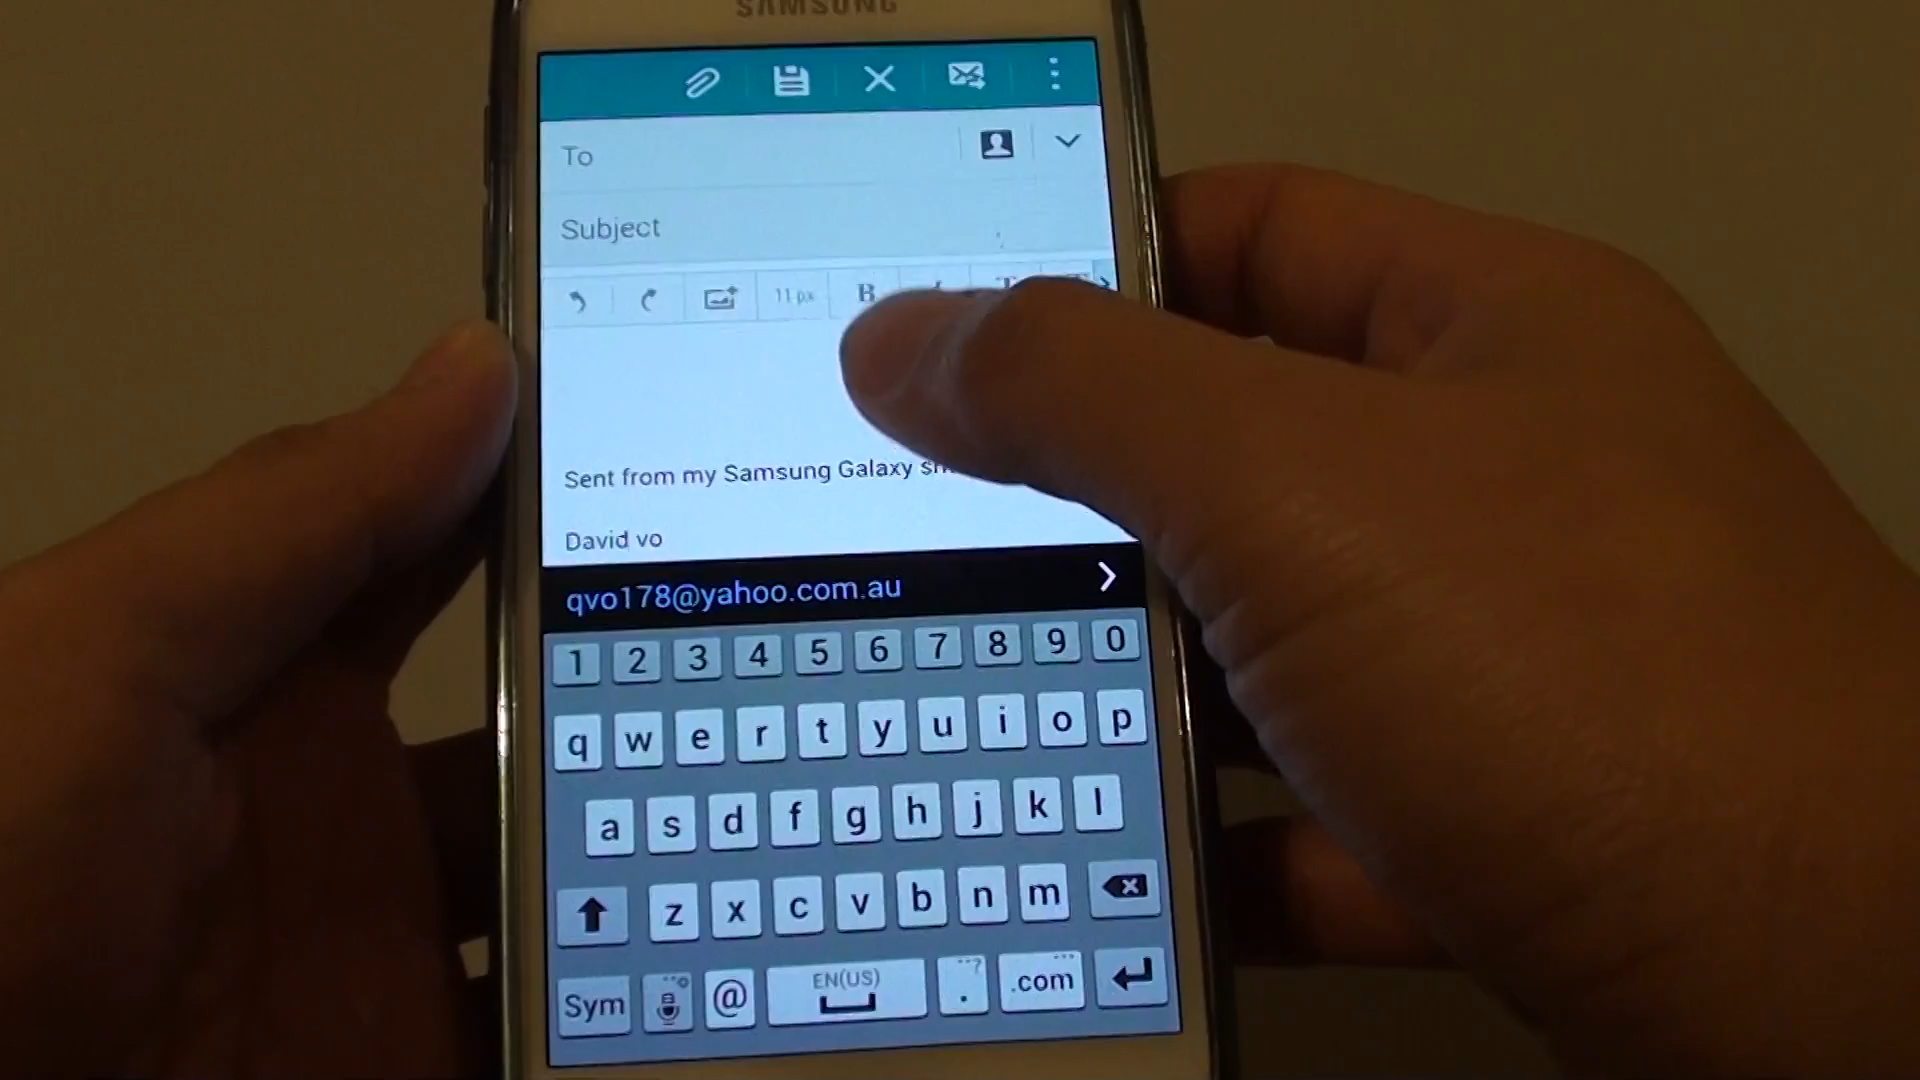 SAMSUNG
To
Subject
11 px B T
Sent from my Samsung Galaxy
David vo
qvo178@yahoo.com.au
1 2 3 4 5 6 7 8 9 0
q w e r t y u i o p
a s d f g h j k l
z x c v b n m
Sym @ EN(US) . ? .com